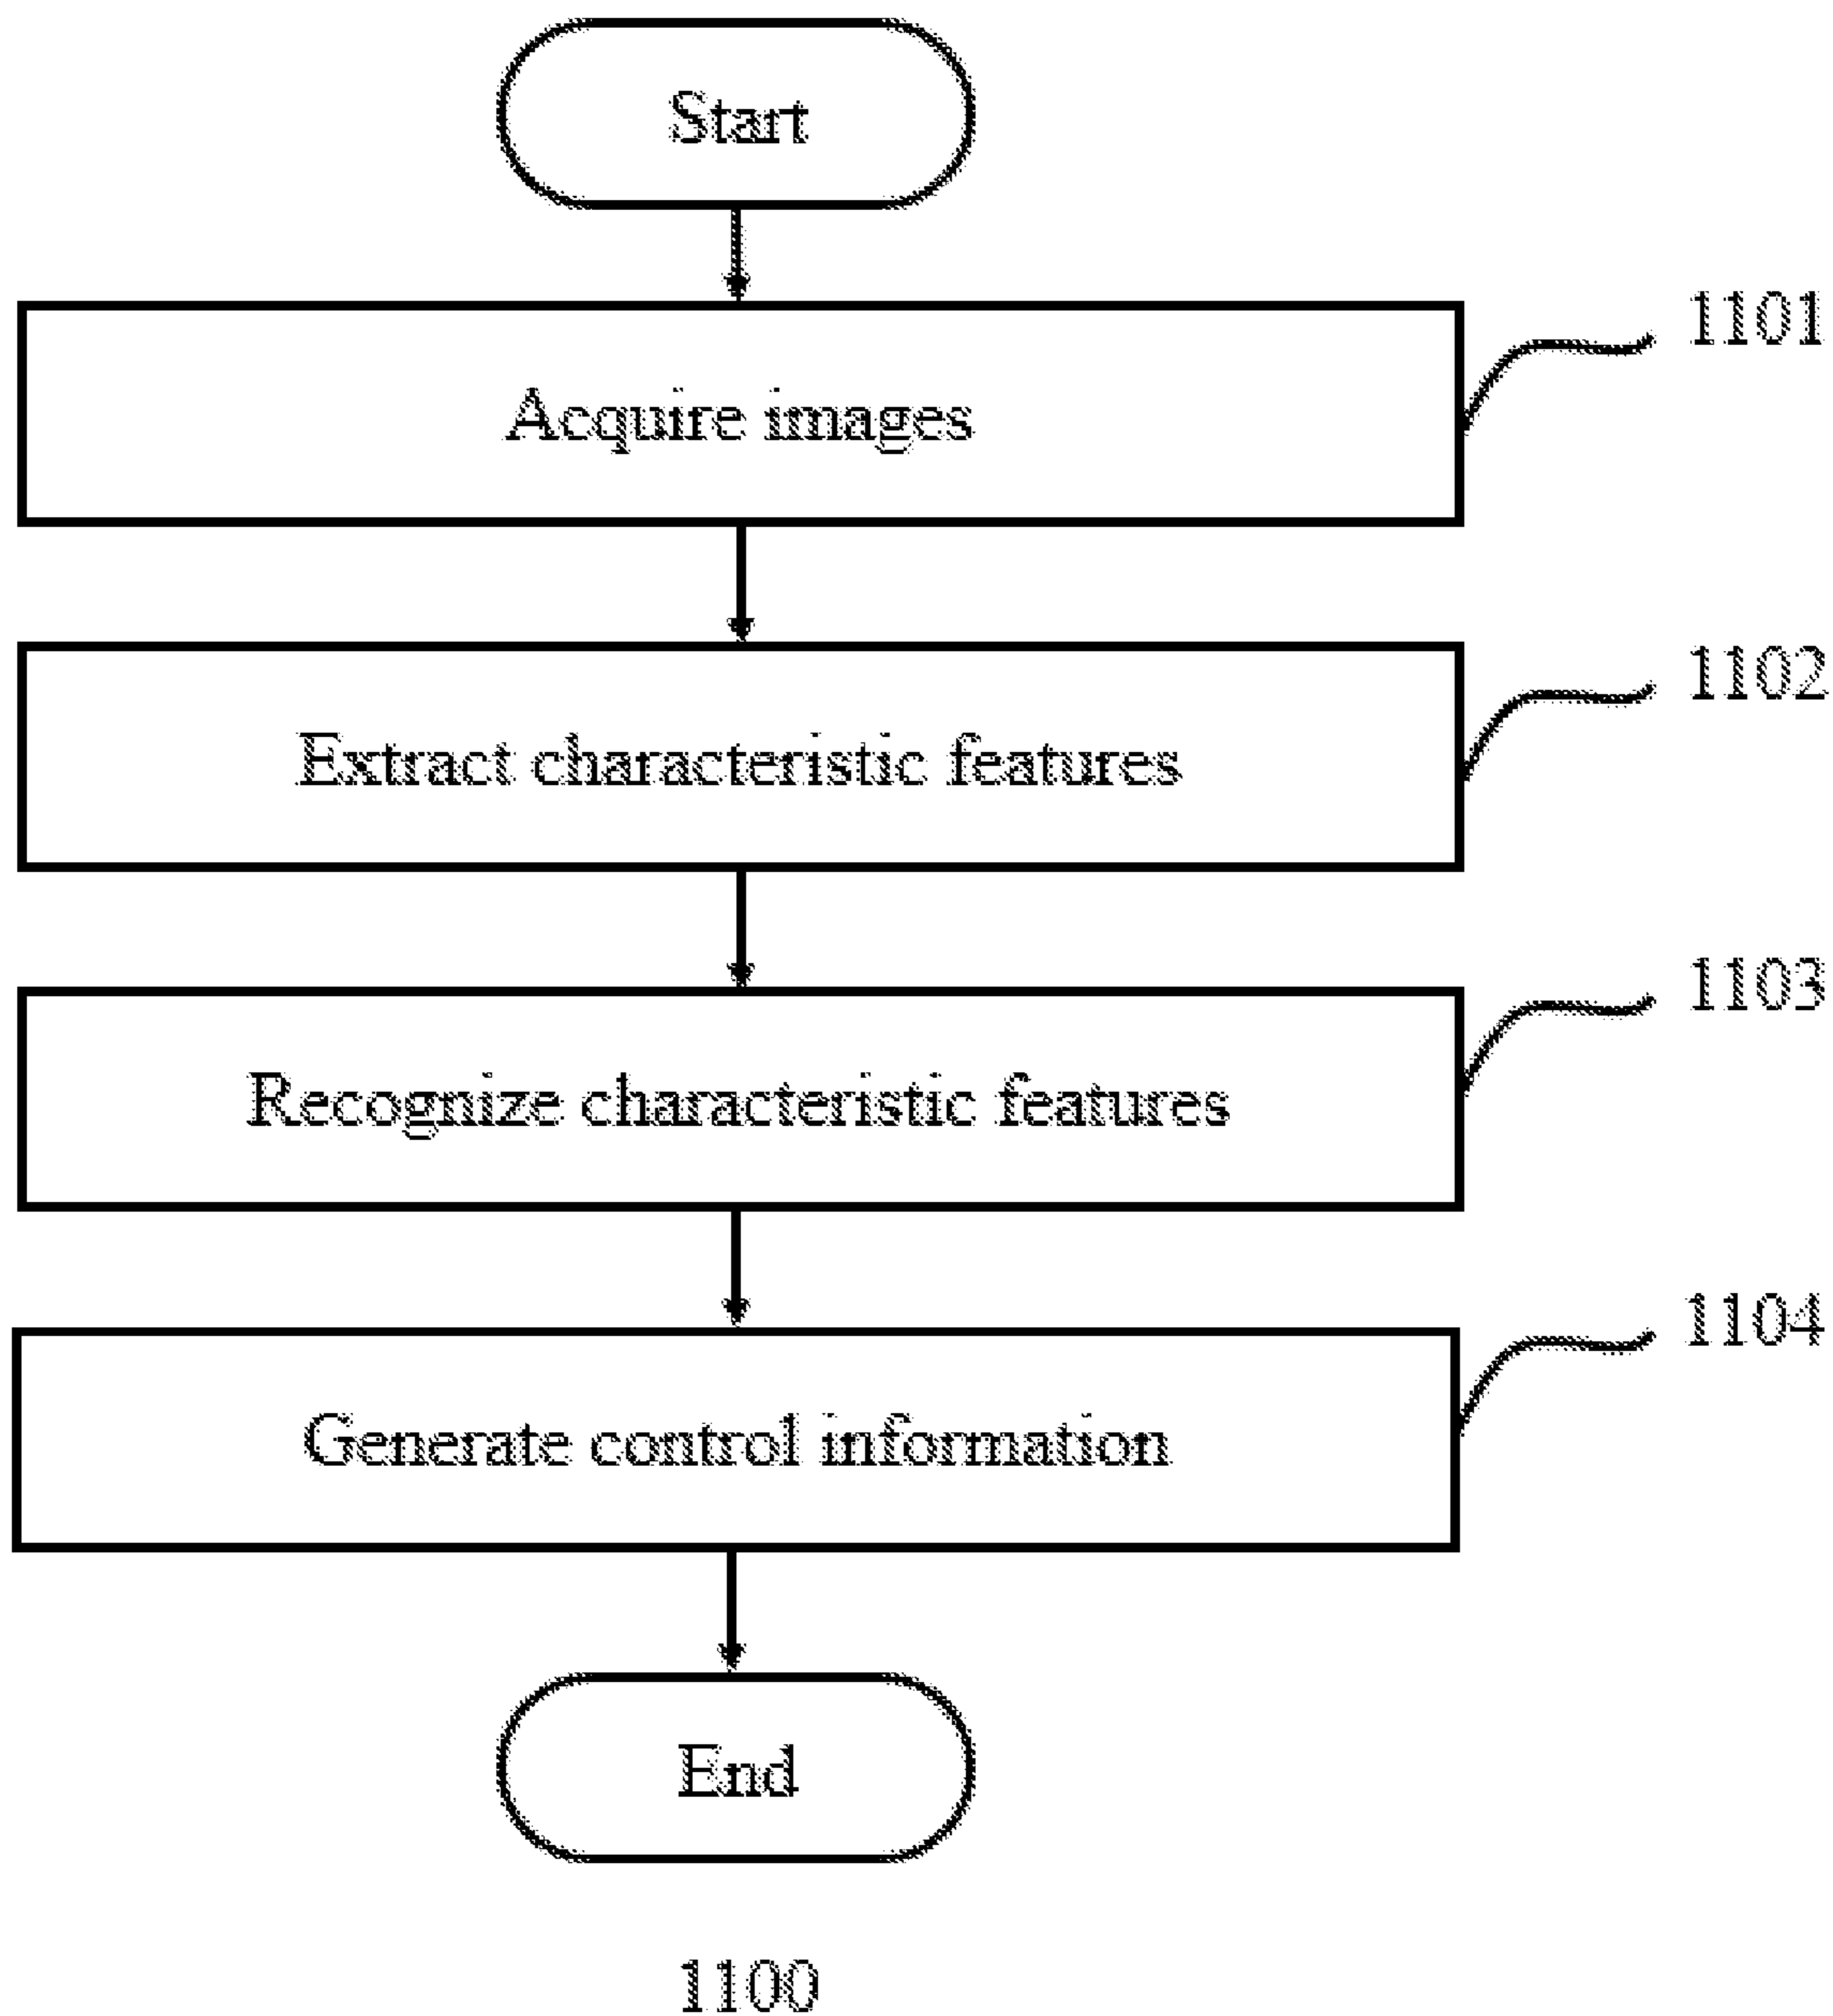 Start
Acquire images
1101
Extract characteristic features
1102
Recognize characteristic features
1103
Generate control information
1104
End
1100